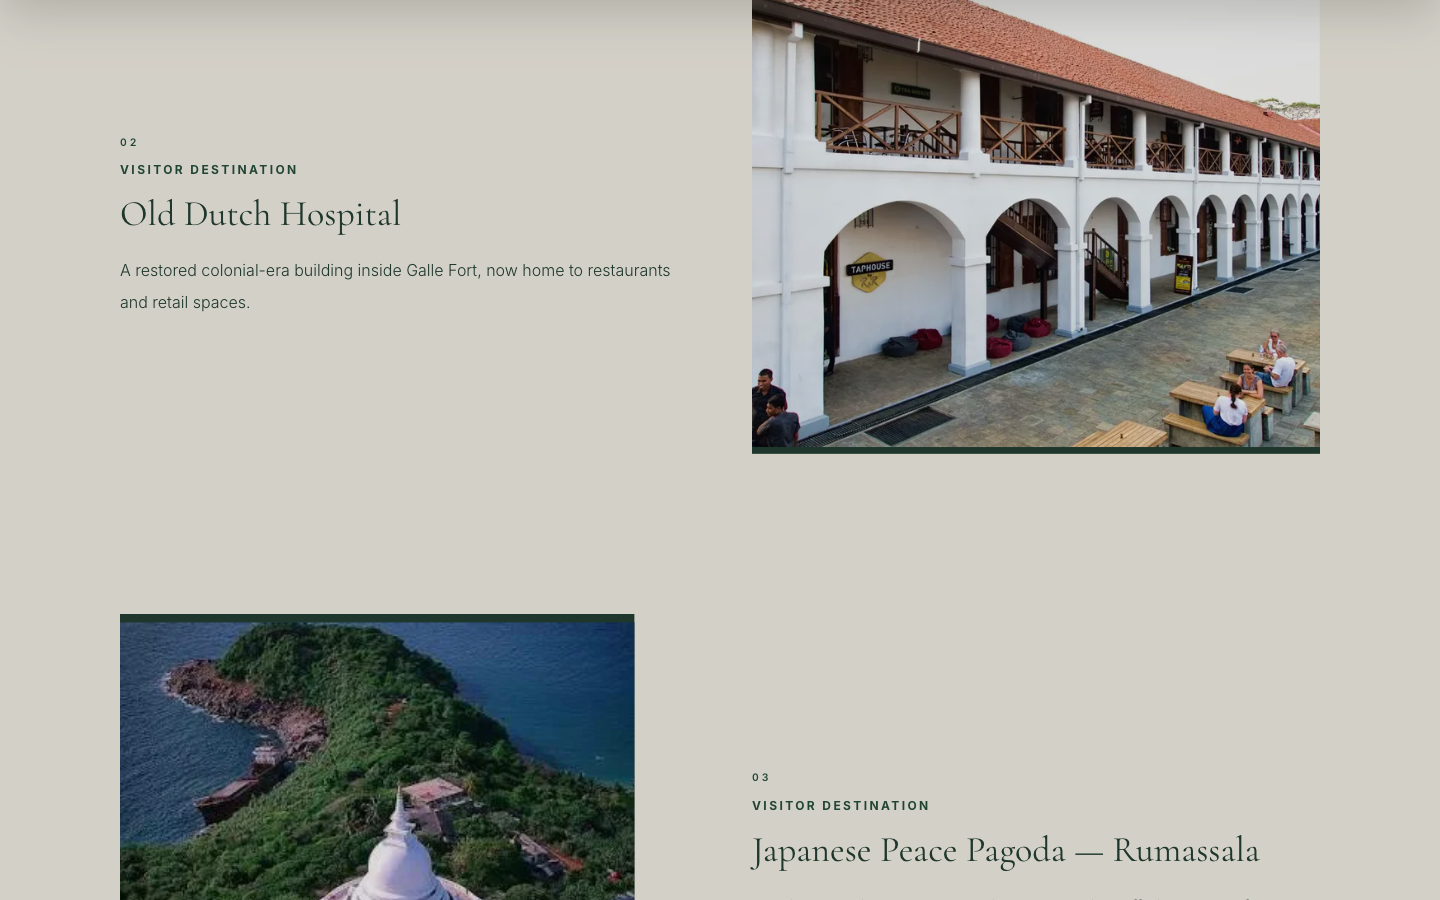 02
VISITOR DESTINATION
Old Dutch Hospital
A restored colonial-era building inside Galle Fort, now home to restaurants
and retail spaces.
TAPHOUSE
03
VISITOR DESTINATION
Japanese Peace Pagoda — Rumassala